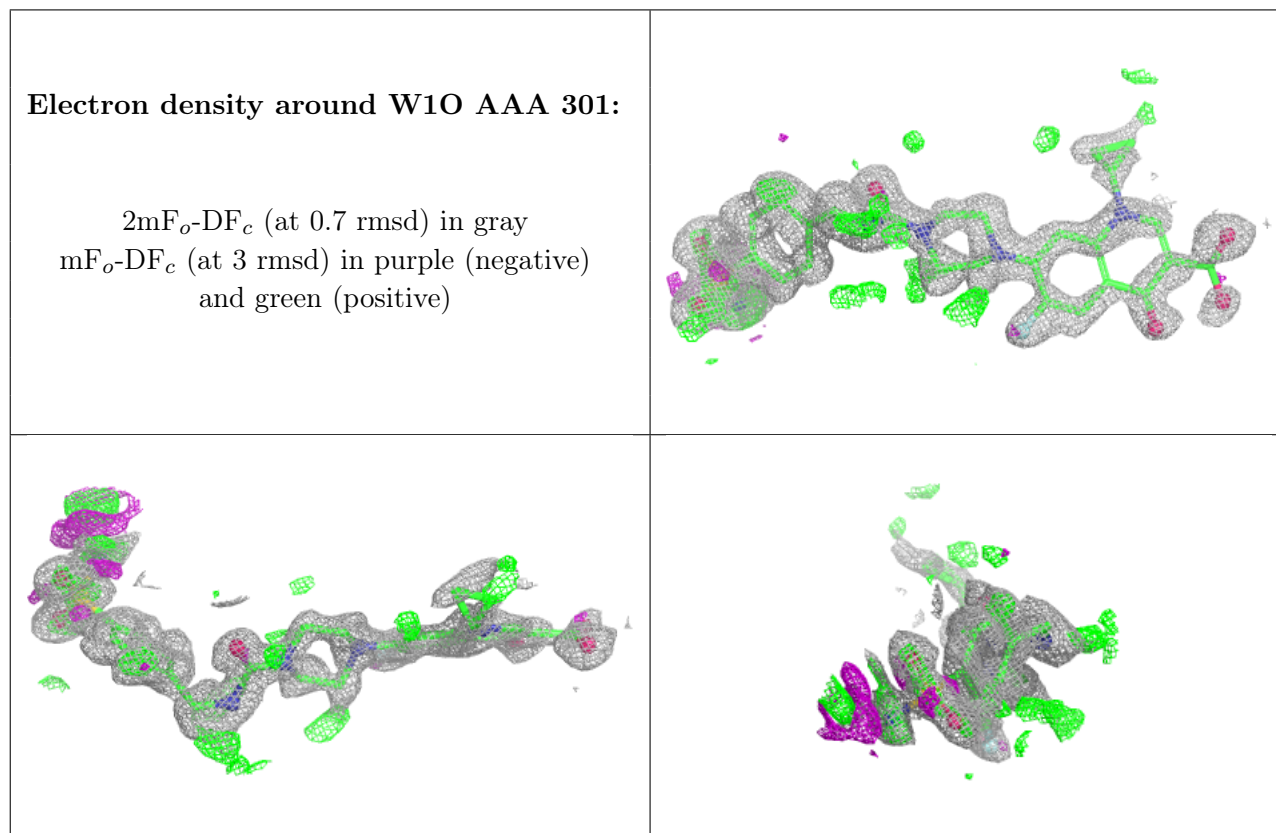 Electron density around W1O AAA 301:
2mFo-DFc (at 0.7 rmsd) in gray
mFo-DFc (at 3 rmsd) in purple (negative)
and green (positive)